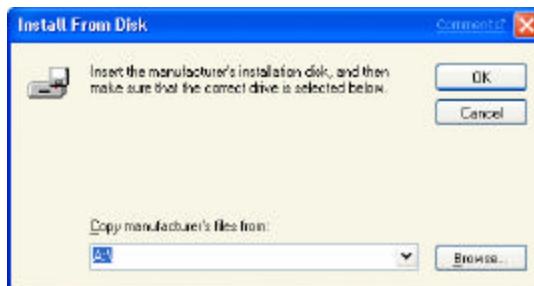 Install From Disk
Comments?
Insert the manufacturer's installation disk, and then
make sure that the correct drive is selected below.
OK
Cancel
Copy manufacturer's files from:
A:\
Browse...